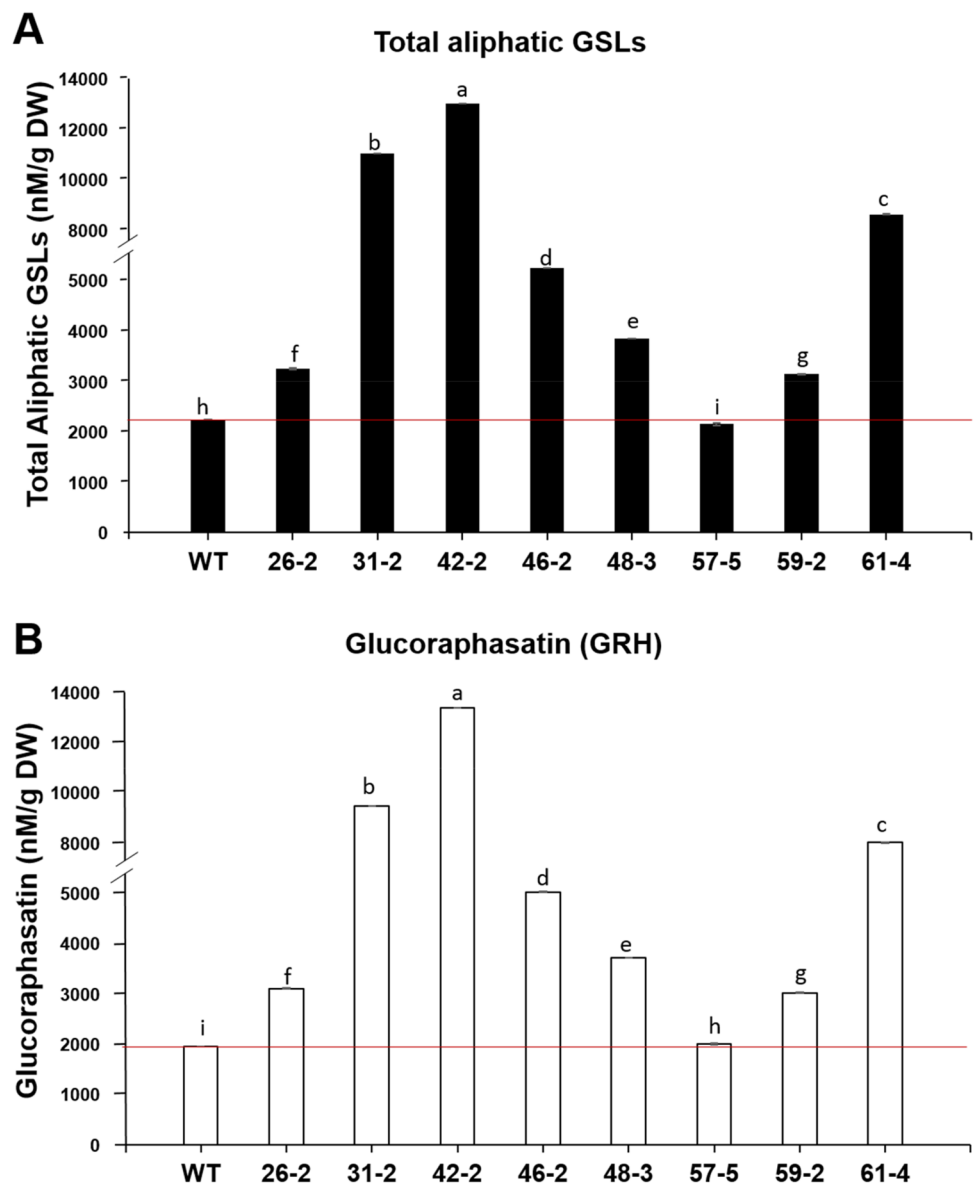 A
Total aliphatic GSLs
Total Aliphatic GSLs (nM/g DW)
14000
12000
10000
8000
5000
4000
3000
2000
1000
0
h
f
b
a
d
e
i
g
c
WT 26-2 31-2 42-2 46-2 48-3 57-5 59-2 61-4
B
Glucoraphasatin (GRH)
Glucoraphasatin (nM/g DW)
14000
12000
10000
8000
5000
4000
3000
2000
1000
0
i
f
b
a
d
e
h
g
c
WT 26-2 31-2 42-2 46-2 48-3 57-5 59-2 61-4